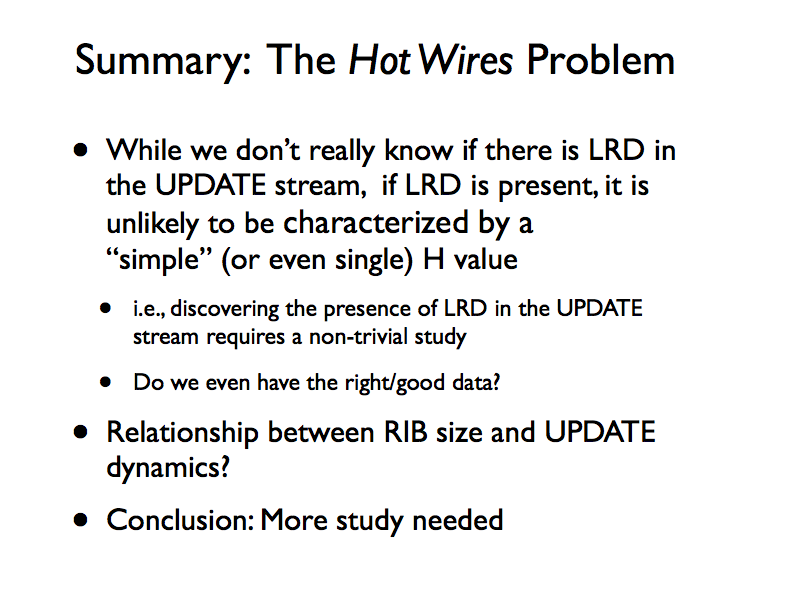 Summary: The Hot Wires Problem
• While we don’t really know if there is LRD in
the UPDATE stream, if LRD is present, it is
unlikely to be characterized by a
“simple” (or even single) H value
• i.e., discovering the presence of LRD in the UPDATE
stream requires a non-trivial study
• Do we even have the right/good data?
• Relationship between RIB size and UPDATE
dynamics?
• Conclusion: More study needed